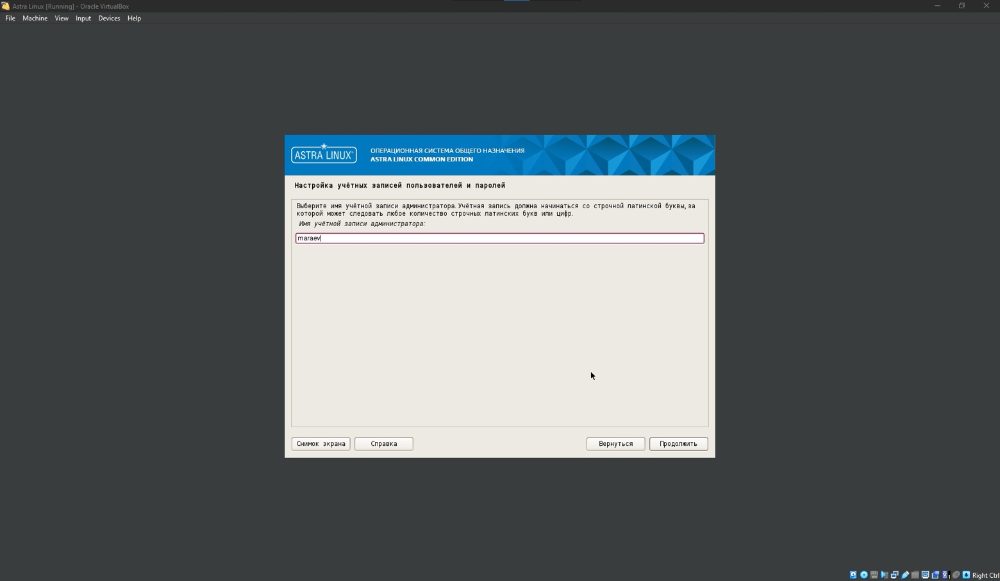 Astra Linux [Running] - Oracle VirtualBox
File Machine View Input Devices Help
ASTRA LINUX®
ОПЕРАЦИОННАЯ СИСТЕМА ОБЩЕГО НАЗНАЧЕНИЯ
ASTRA LINUX COMMON EDITION
Настройка учётных записей пользователей и паролей
Выберите имя учётной записи администратора. Учётная запись должна начинаться со строчной латинской буквы, за
которой может следовать любое количество строчных латинских букв или цифр.
Имя учётной записи администратора:
maraev
Снимок экрана Справка Вернуться Продолжить
Right Ctrl